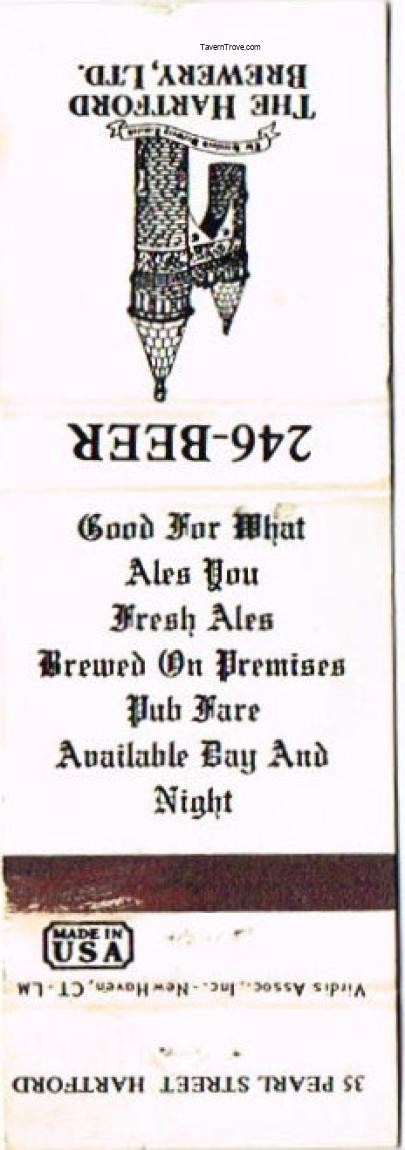 TavernTrove.com
THE HARTFORD
BREWERY, LTD.
246-BEER
Good For What
Ales You
Fresh Ales
Brewed On Premises
Pub Fare
Available Day And
Night
MADE IN
USA
Virdis Assoc., Inc. - New Haven, CT - LM
35 PEARL STREET HARTFORD